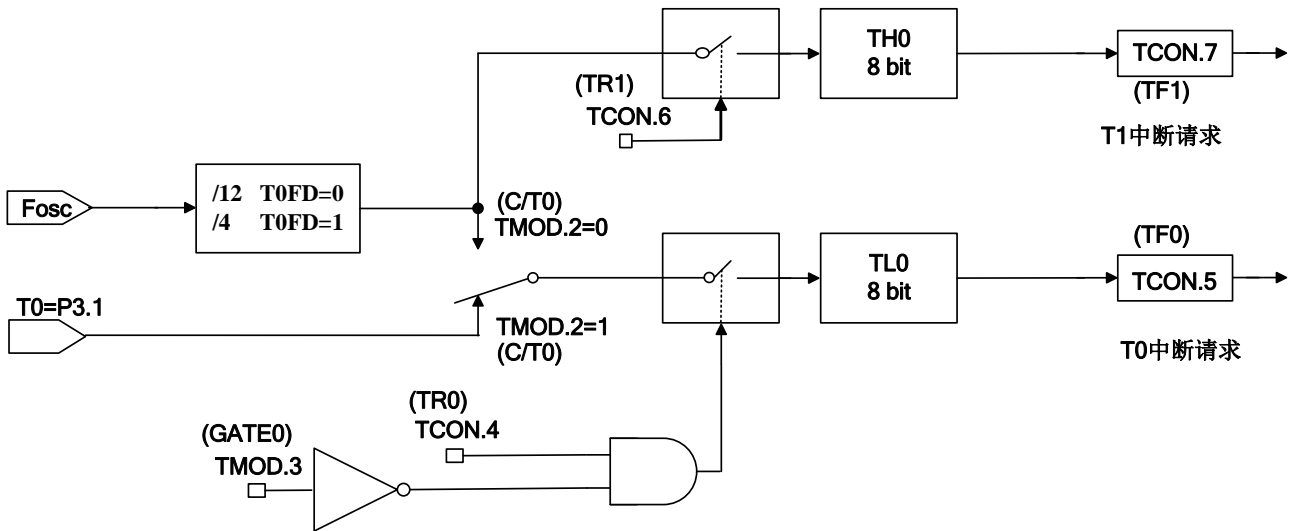 TH0
8 bit
TCON.7
(TF1)
T1中断请求
(TR1)
TCON.6
Fosc
/12 T0FD=0
/4 T0FD=1
(C/T0)
TMOD.2=0
TL0
8 bit
(TF0)
TCON.5
T0中断请求
T0=P3.1
TMOD.2=1
(C/T0)
(TR0)
TCON.4
(GATE0)
TMOD.3